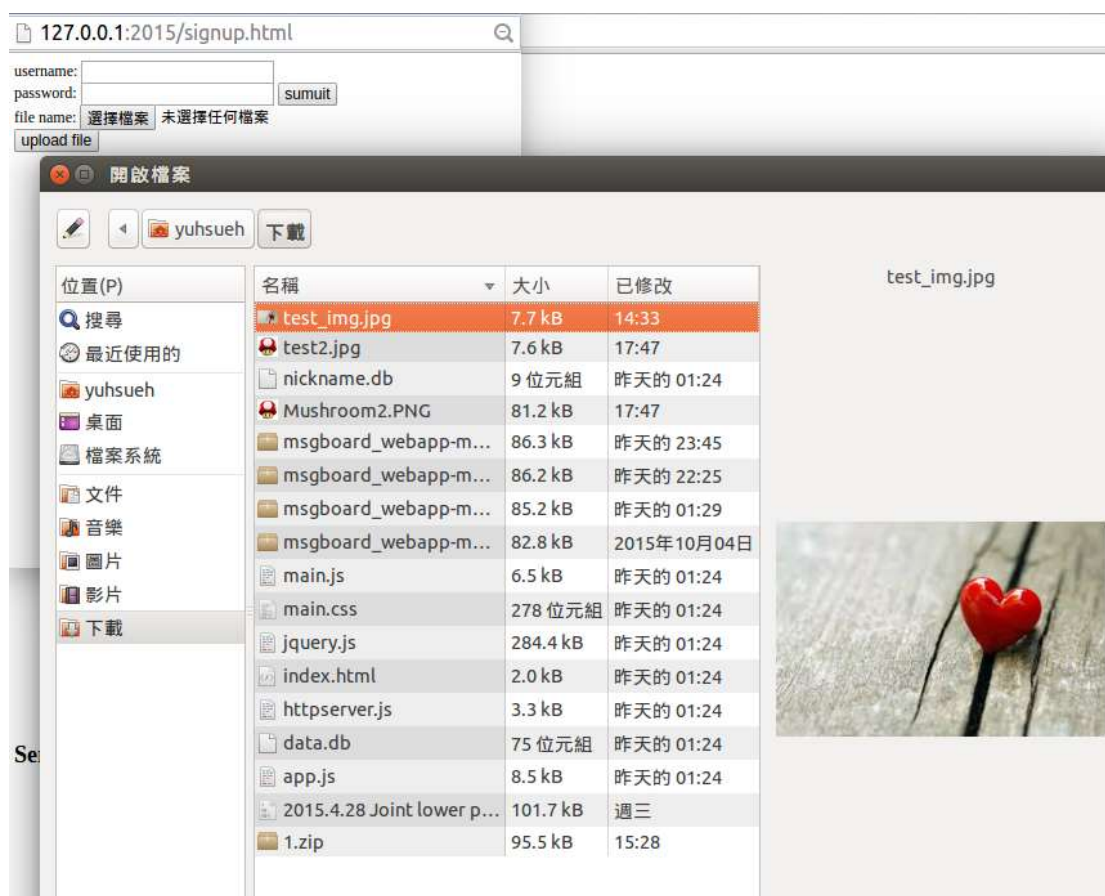 127.0.0.1:2015/signup.html
username:
password: sumuit
file name: 選擇檔案 未選擇任何檔案
upload file
開啟檔案
yuhsueh 下載
位置(P)
搜尋
最近使用的
yuhsueh
桌面
檔案系統
文件
音樂
圖片
影片
下載
名稱 大小 已修改
test_img.jpg 7.7 kB 14:33
test2.jpg 7.6 kB 17:47
nickname.db 9 位元組 昨天的 01:24
Mushroom2.PNG 81.2 kB 17:47
msgboard_webapp-m... 86.3 kB 昨天的 23:45
msgboard_webapp-m... 86.2 kB 昨天的 22:25
msgboard_webapp-m... 85.2 kB 昨天的 01:29
msgboard_webapp-m... 82.8 kB 2015年10月04日
main.js 6.5 kB 昨天的 01:24
main.css 278 位元組 昨天的 01:24
jquery.js 284.4 kB 昨天的 01:24
index.html 2.0 kB 昨天的 01:24
httpserver.js 3.3 kB 昨天的 01:24
data.db 75 位元組 昨天的 01:24
app.js 8.5 kB 昨天的 01:24
2015.4.28 Joint lower p... 101.7 kB 週三
1.zip 95.5 kB 15:28
test_img.jpg